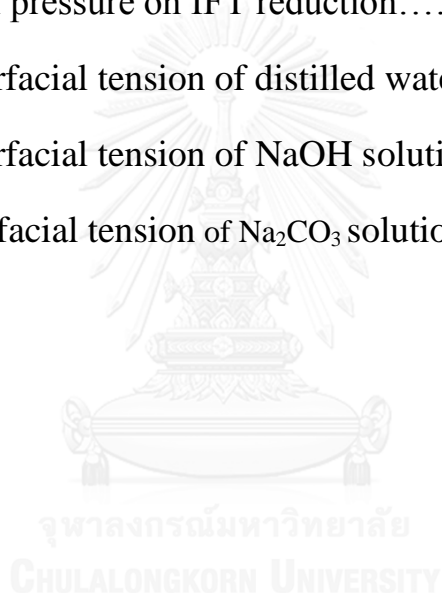 pressure on IFT reduction….
rfacial tension of distilled wate
rfacial tension of NaOH soluti
facial tension of Na₂CO₃ solution
จุฬาลงกรณ์มหาวิทยาลัย
CHULALONGKORN UNIVERSITY